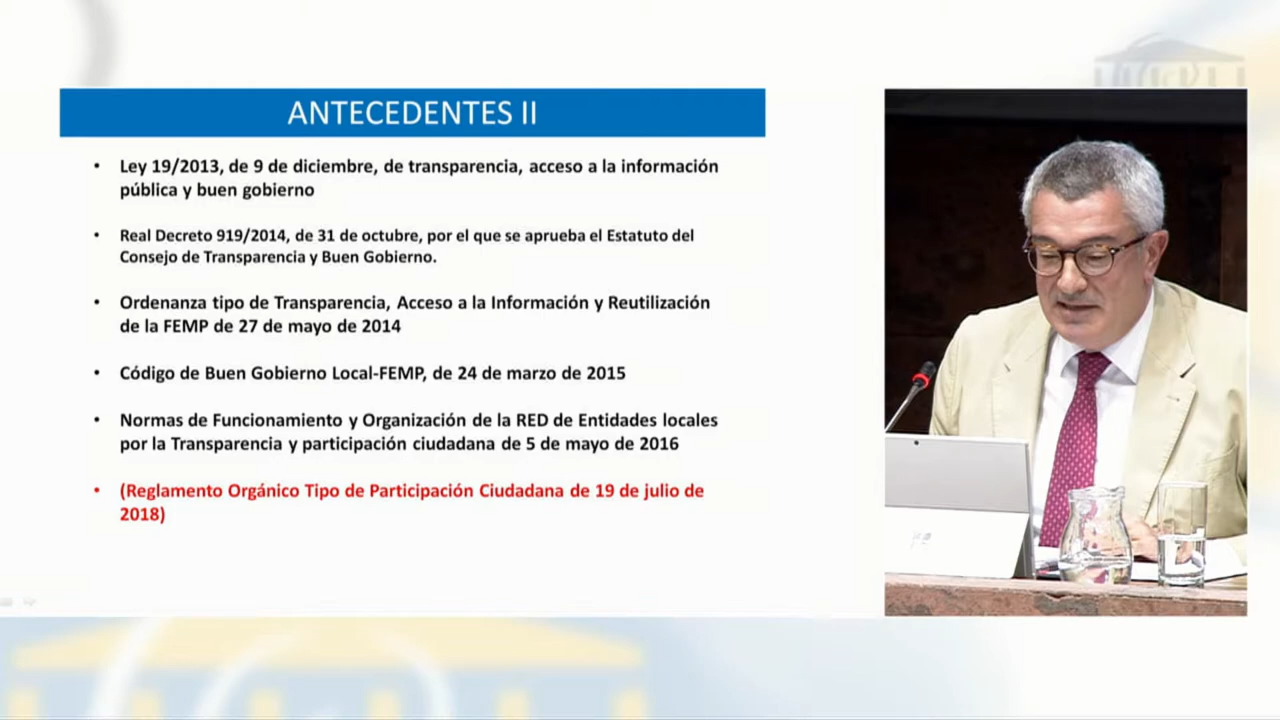 ANTECEDENTES II
• Ley 19/2013, de 9 de diciembre, de transparencia, acceso a la información
pública y buen gobierno
• Real Decreto 919/2014, de 31 de octubre, por el que se aprueba el Estatuto del
Consejo de Transparencia y Buen Gobierno.
• Ordenanza tipo de Transparencia, Acceso a la Información y Reutilización
de la FEMP de 27 de mayo de 2014
• Código de Buen Gobierno Local-FEMP, de 24 de marzo de 2015
• Normas de Funcionamiento y Organización de la RED de Entidades locales
por la Transparencia y participación ciudadana de 5 de mayo de 2016
• (Reglamento Orgánico Tipo de Participación Ciudadana de 19 de julio de
2018)